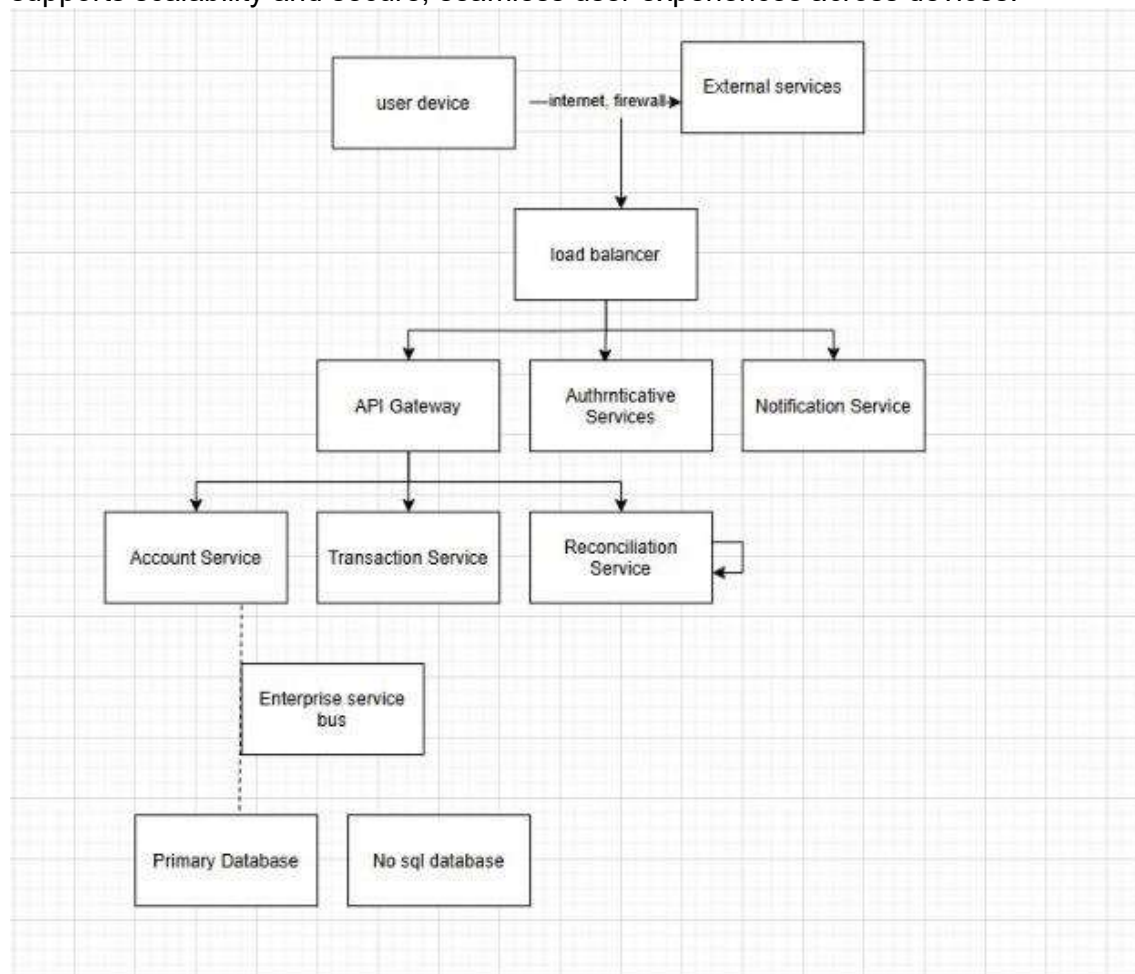 supports scalability and secure, seamless user experiences across devices.
user device
internet, firewall
External services
load balancer
API Gateway
Authrnticative
Services
Notification Service
Account Service
Transaction Service
Reconciliation
Service
Enterprise service
bus
Primary Database
No sql database